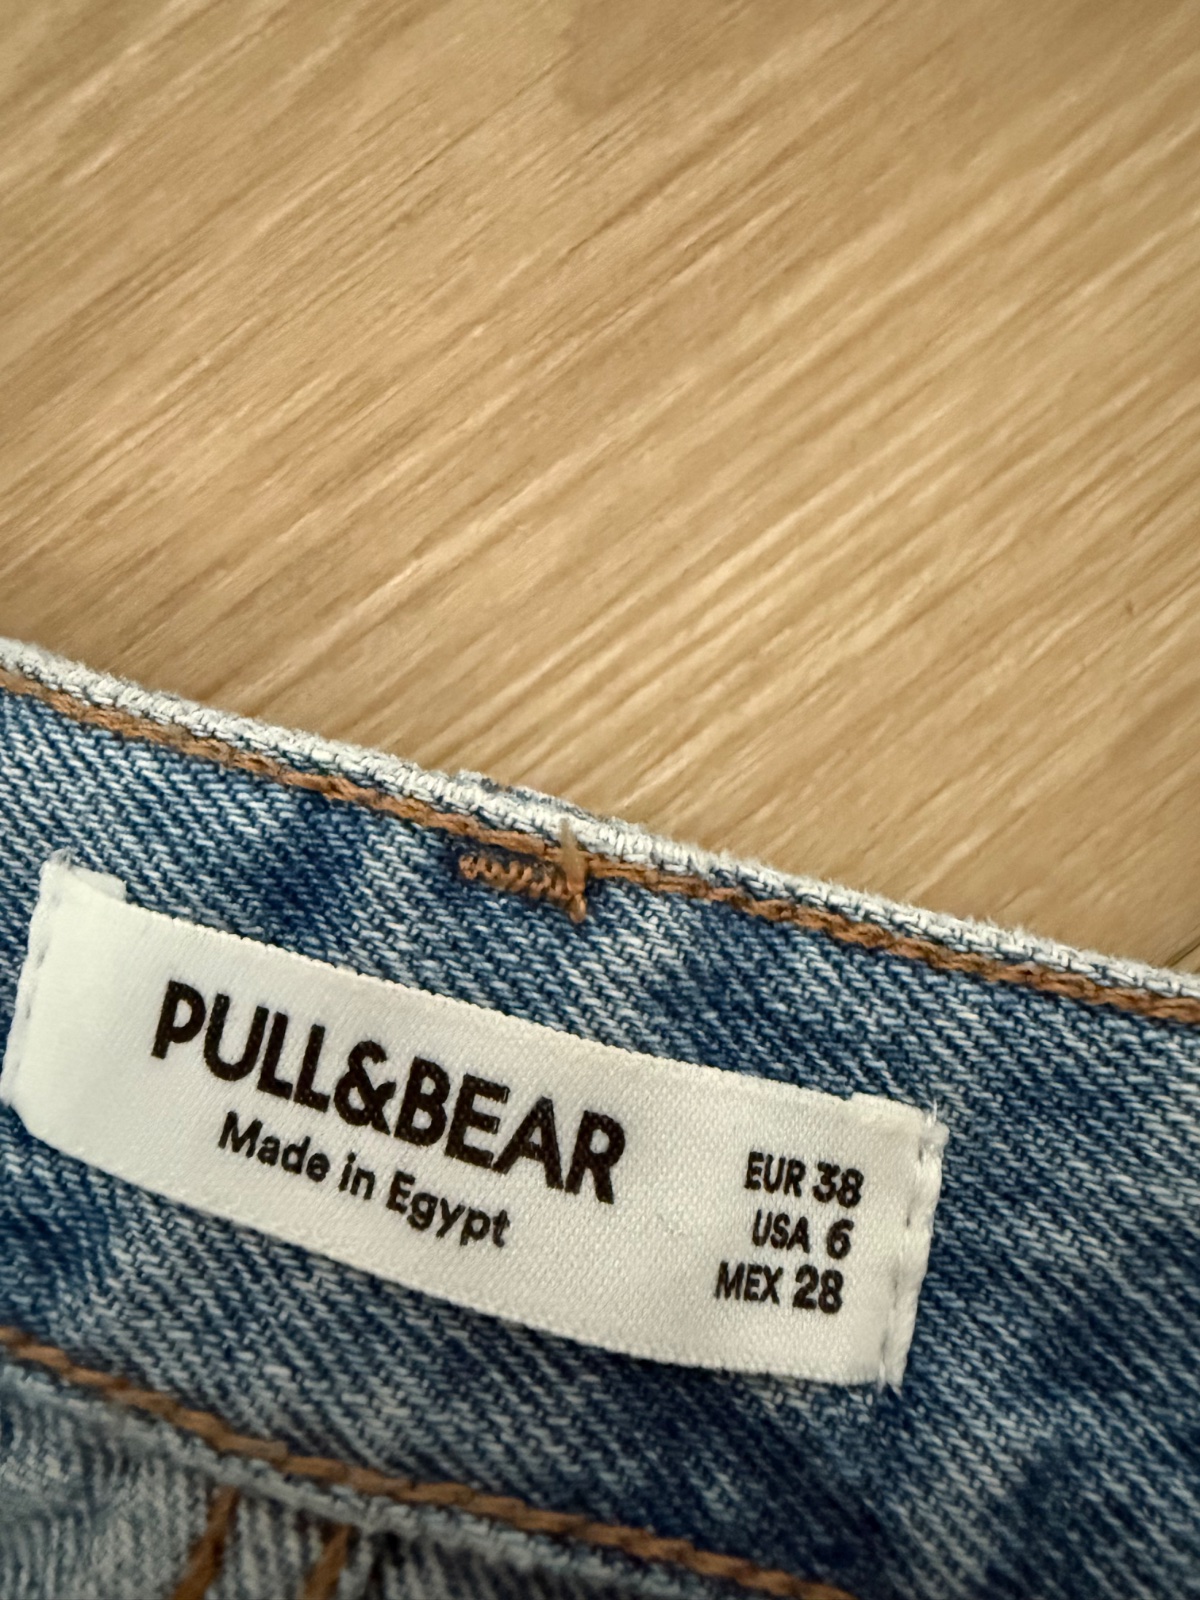 PULL&BEAR
Made in Egypt
EUR 38
USA 6
MEX 28